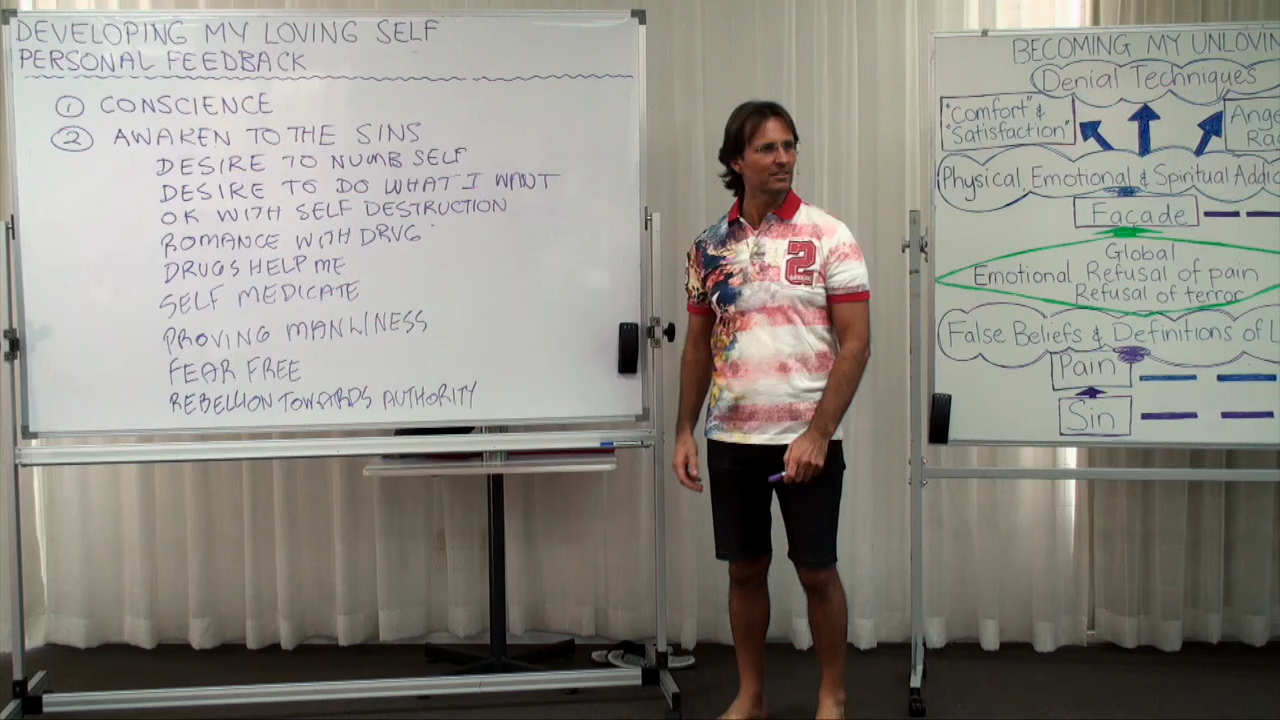 DEVELOPING MY LOVING SELF
PERSONAL FEEDBACK
1 CONSCIENCE
2 AWAKEN TO THE SINS
DESIRE TO NUMB SELF
DESIRE TO DO WHAT I WANT
OK WITH SELF DESTRUCTION
ROMANCE WITH DRUG
DRUGS HELP ME
SELF MEDICATE
PROVING MANLINESS
FEAR FREE
REBELLION TOWARDS AUTHORITY
2
BECOMING MY UNLOVIN
Denial Techniques
"Comfort" &
"Satisfaction"
Ange
Ra
Physical, Emotional & Spiritual Addic
Façade
Global
Emotional Refusal of pain
Refusal of terror
False Beliefs & Definitions of L
Pain
Sin